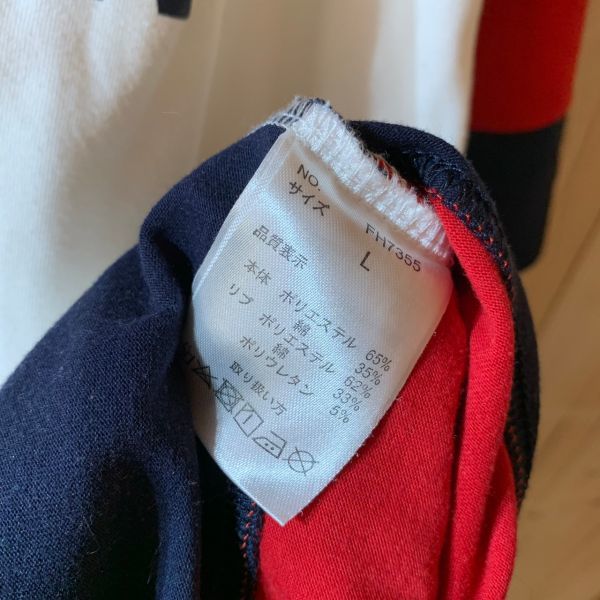 NO. FH7355
サイズ L
品質表示
本体 ポリエステル 65%
綿 35%
リブ ポリエステル 62%
綿 33%
ポリウレタン 5%
取り扱い方